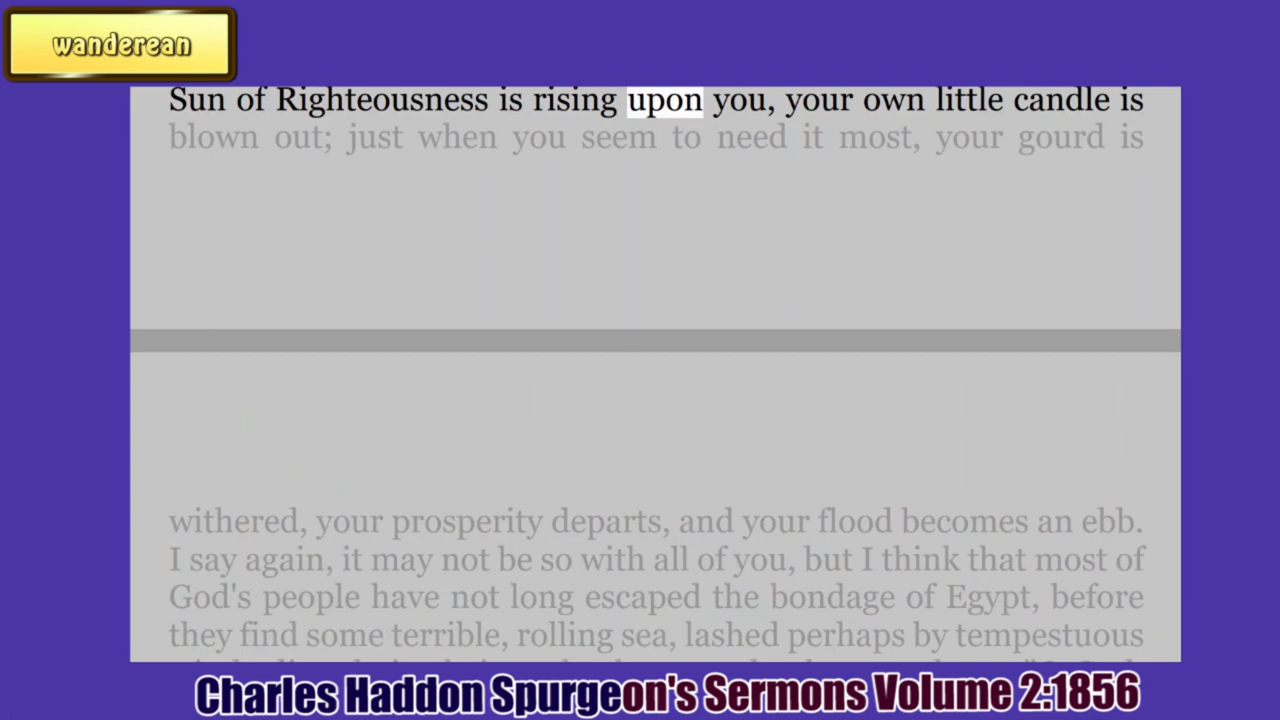 wanderean
Sun of Righteousness is rising upon you, your own little candle is
blown out; just when you seem to need it most, your gourd is
withered, your prosperity departs, and your flood becomes an ebb.
I say again, it may not be so with all of you, but I think that most of
God's people have not long escaped the bondage of Egypt, before
they find some terrible, rolling sea, lashed perhaps by tempestuous
Charles Haddon Spurgeon's Sermons Volume 2:1856